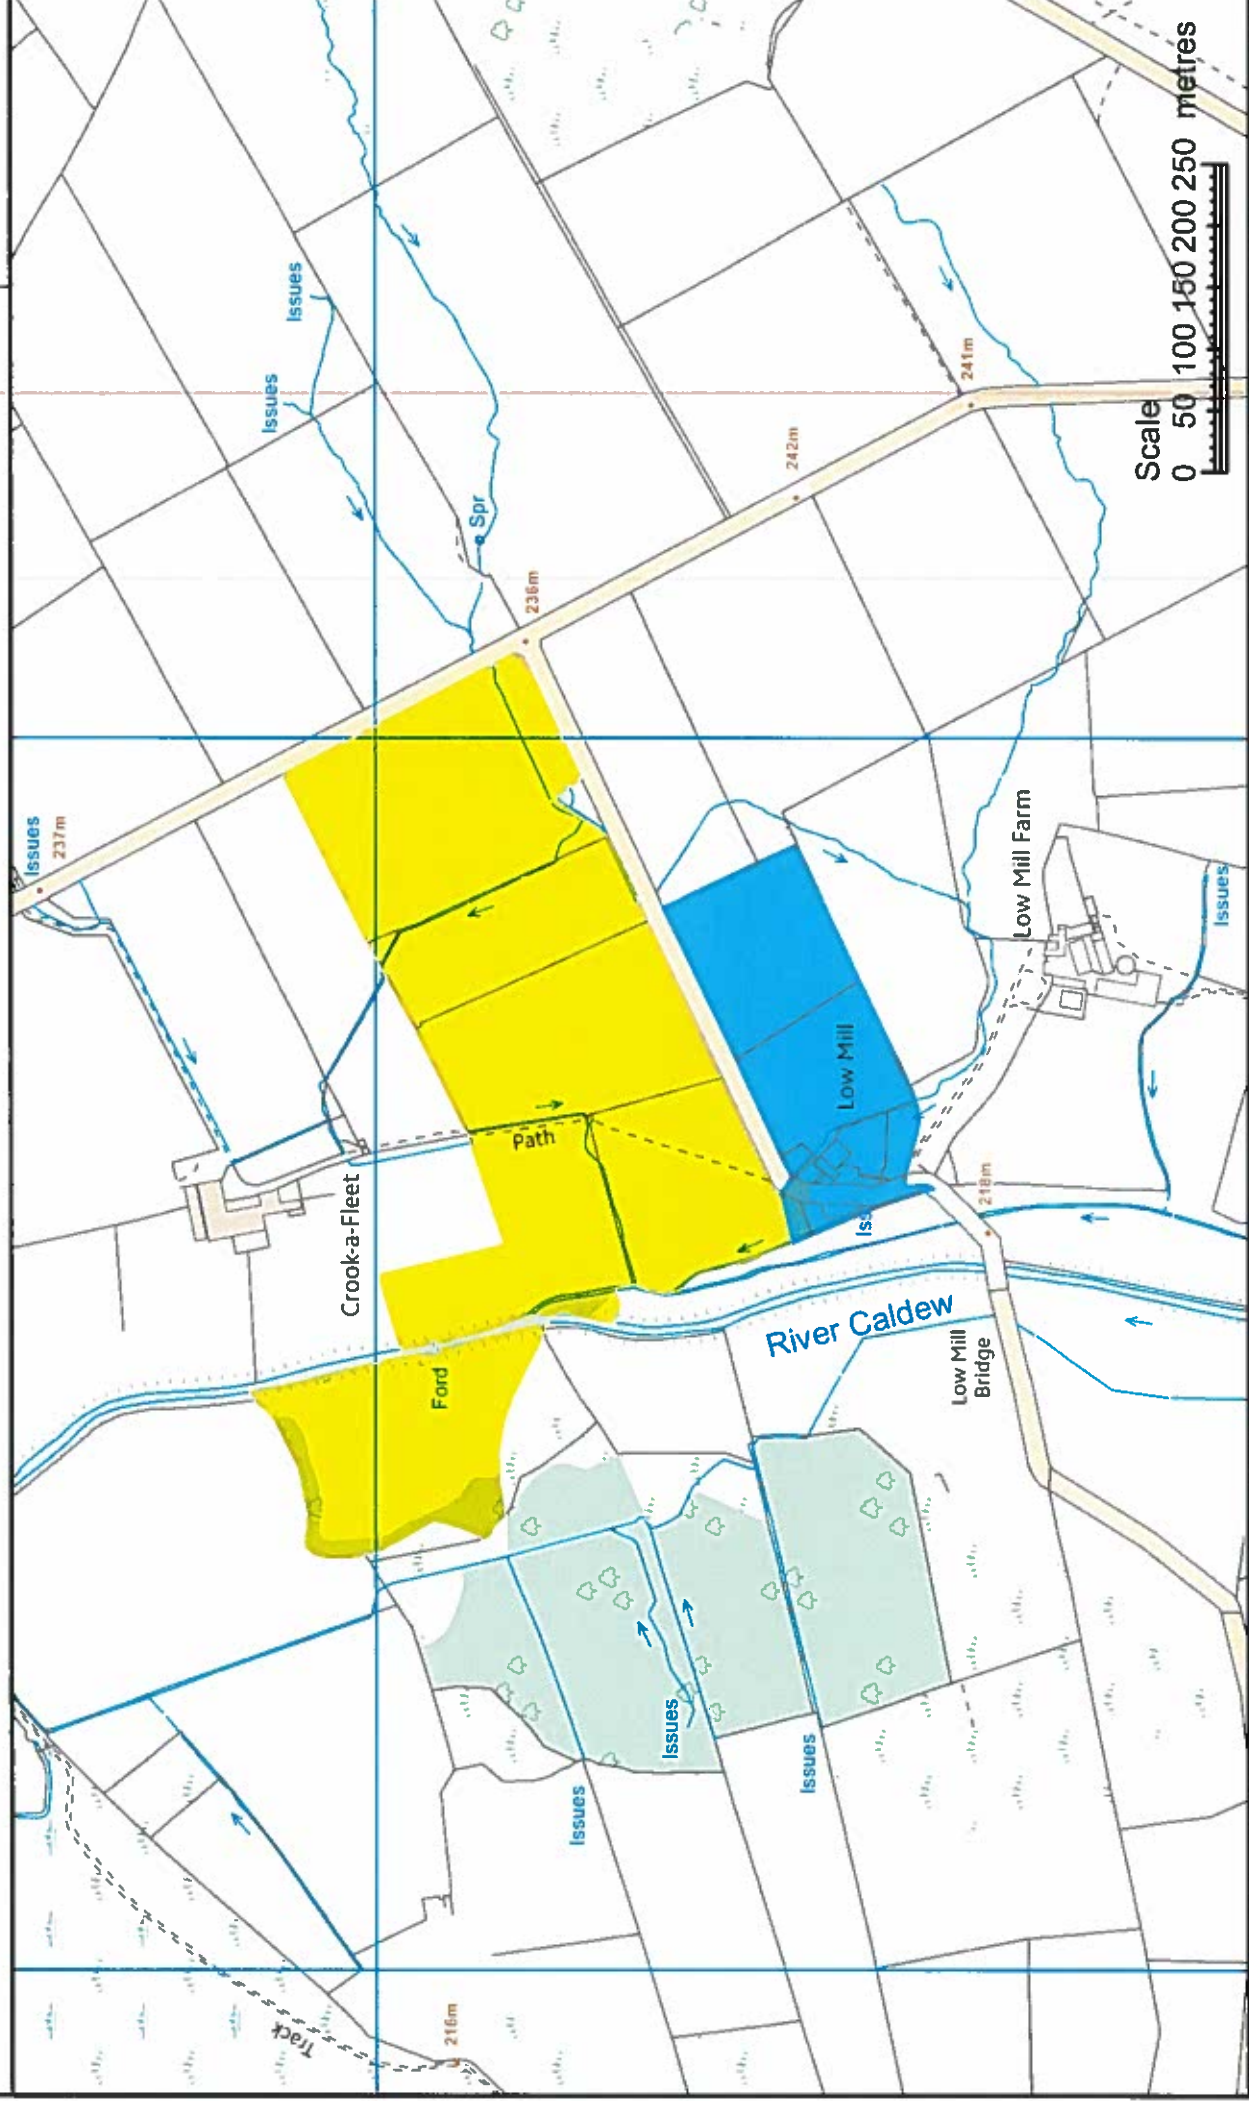 Issues
237m
Issues
Issues
Spr
236m
242m
241m
Scale
0 50 100 150 200 250 metres
Crook-a-Fleet
Path
Low Mill
Iss
Low Mill Farm
Issues
218m
Ford
River Caldew
Low Mill
Bridge
Issues
Issues
Issues
Track
216m